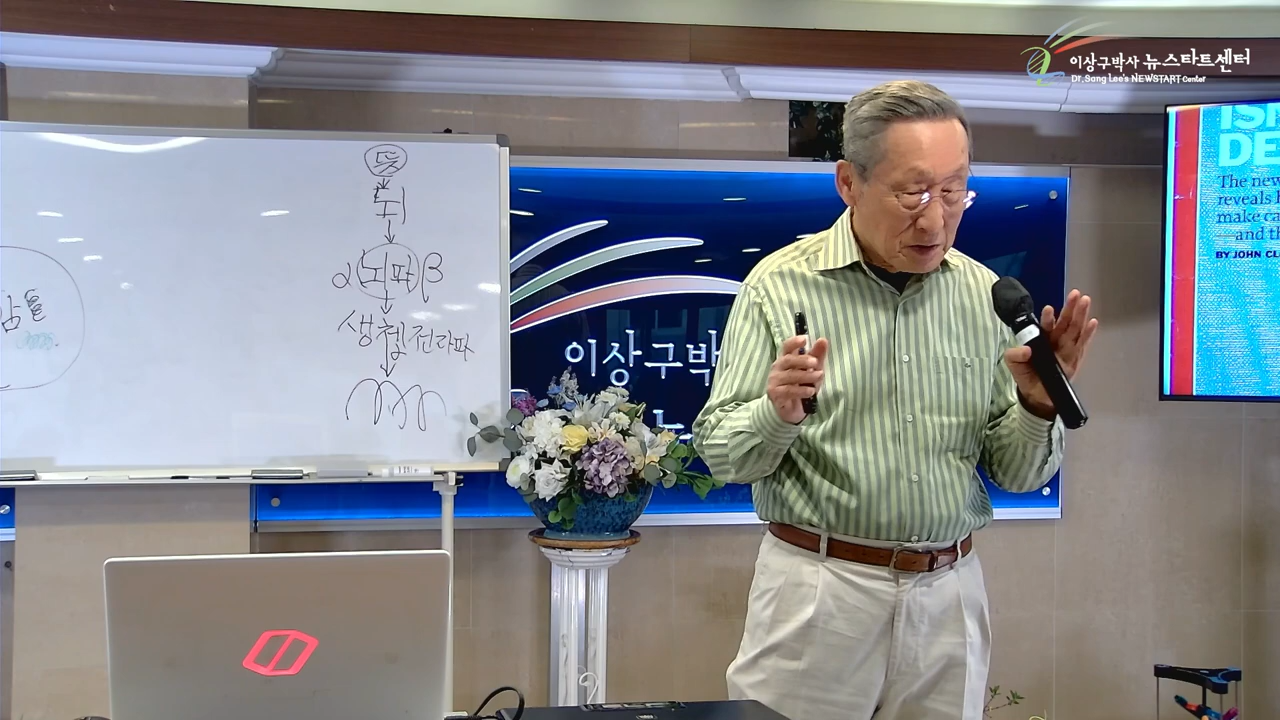 이상구박사 뉴스타트센터
Dr. Sang Lee's NEWSTART Center
뜻
뇌
α(뇌파)β
생체전자파
이상구박
DE
The new
reveals
make ca
and th
BY JOHN CL